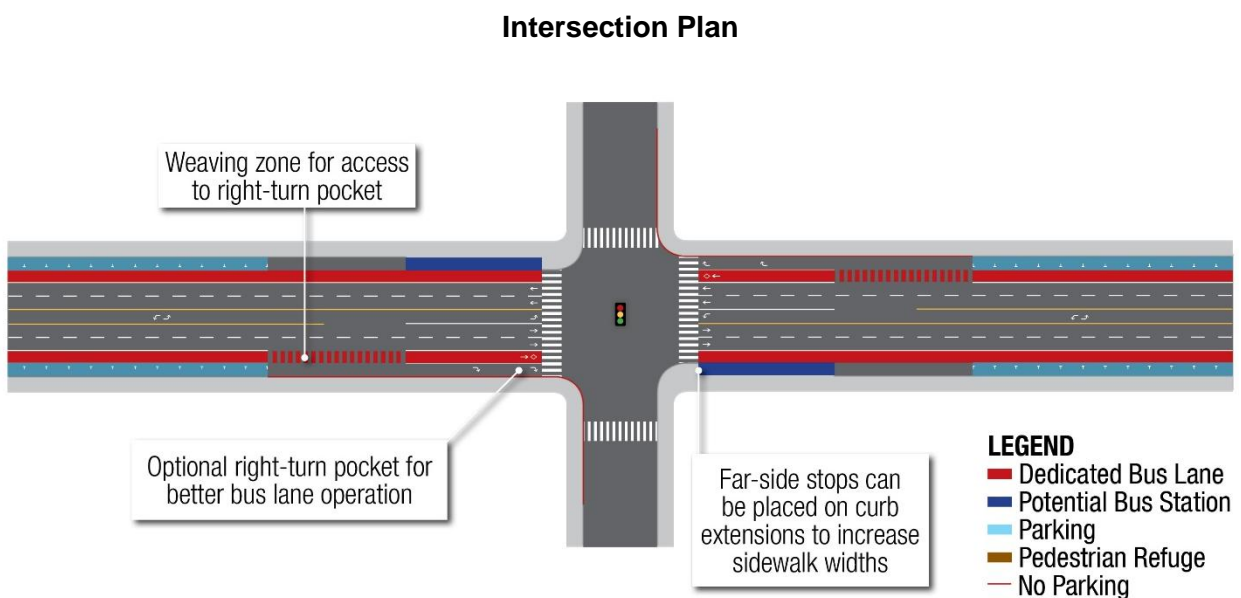 Intersection Plan
Weaving zone for access
to right-turn pocket
Optional right-turn pocket for
better bus lane operation
Far-side stops can
be placed on curb
extensions to increase
sidewalk widths
LEGEND
Dedicated Bus Lane
Potential Bus Station
Parking
Pedestrian Refuge
No Parking